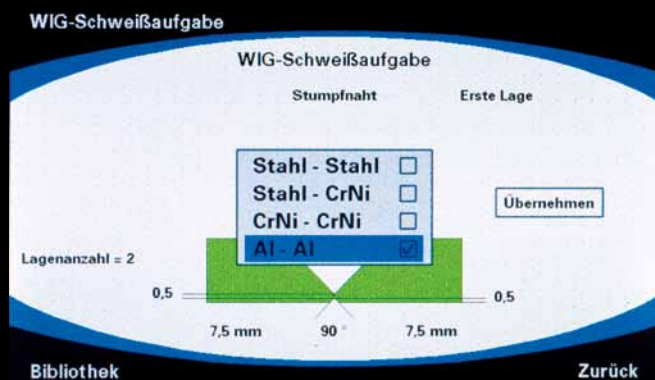 WIG-Schweißaufgabe
WIG-Schweißaufgabe
Stumpfnaht Erste Lage
Stahl - Stahl
Stahl - CrNi
CrNi - CrNi
Übernehmen
Al - Al
Lagenanzahl = 2
0,5 0,5
7,5 mm 90 ° 7,5 mm
Bibliothek Zurück